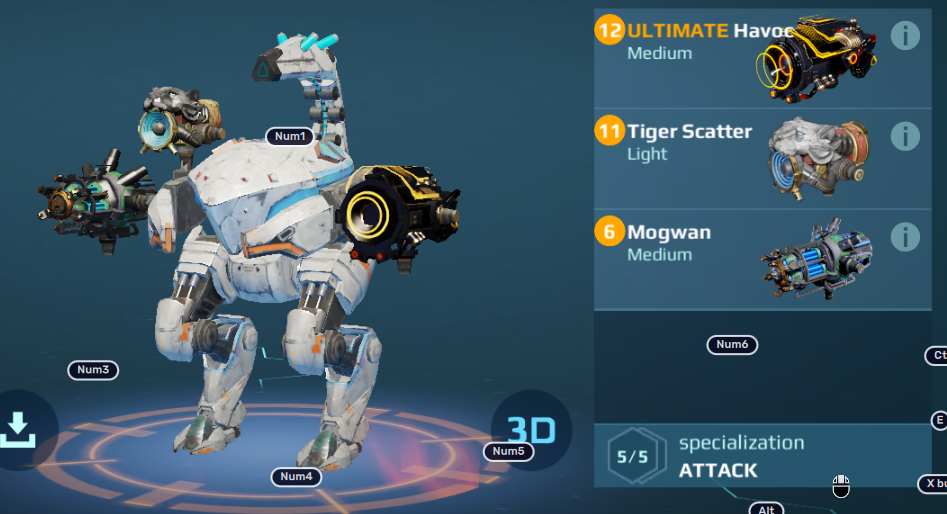 12 ULTIMATE Havoc
Medium
11 Tiger Scatter
Light
6 Mogwan
Medium
Num1
Num3
Num6
Ct
E
3D
Num5
Num4
5/5
specialization
ATTACK
X bu
Alt